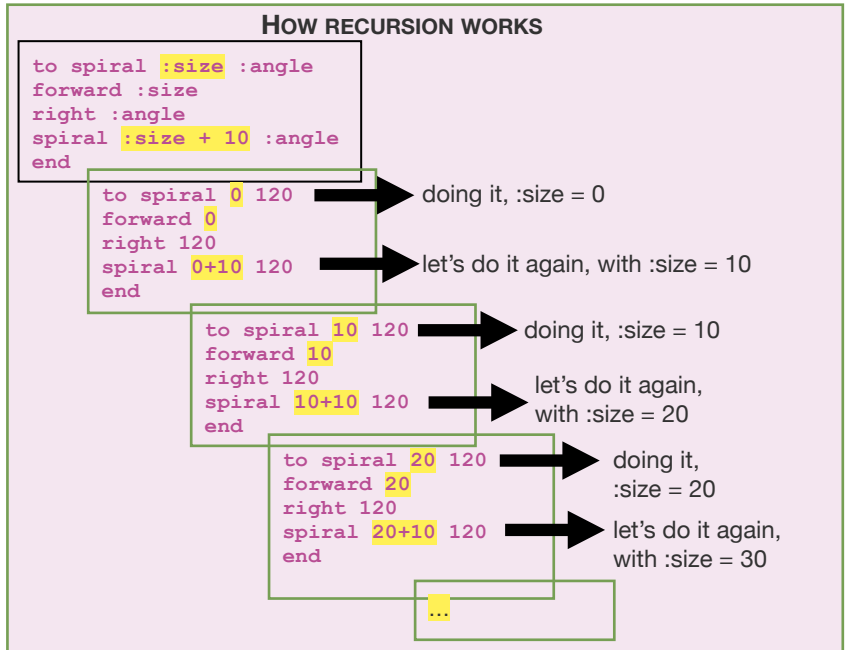 HOW RECURSION WORKS
to spiral :size :angle
forward :size
right :angle
spiral :size + 10 :angle
end
to spiral 0 120
doing it, :size = 0
forward 0
right 120
spiral 0+10 120
let's do it again, with :size = 10
end
to spiral 10 120
doing it, :size = 10
forward 10
right 120
spiral 10+10 120
let's do it again,
with :size = 20
end
to spiral 20 120
doing it,
:size = 20
forward 20
right 120
spiral 20+10 120
let's do it again,
with :size = 30
end
...